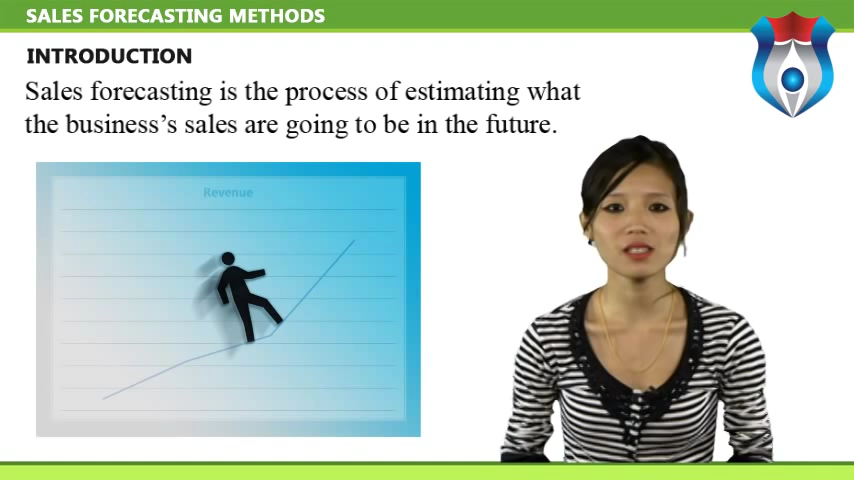 SALES FORECASTING METHODS
INTRODUCTION
Sales forecasting is the process of estimating what
the business’s sales are going to be in the future.
Revenue